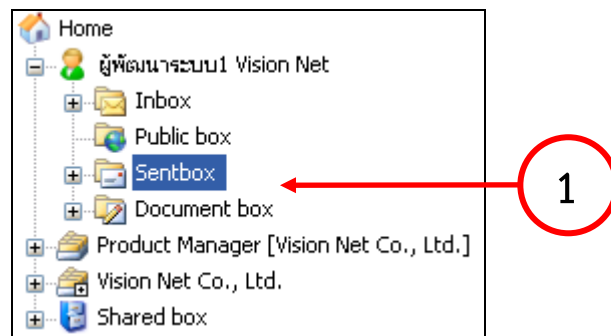 Home
ผู้พัฒนาระบบ1 Vision Net
Inbox
Public box
Sentbox
1
Document box
Product Manager [Vision Net Co., Ltd.]
Vision Net Co., Ltd.
Shared box